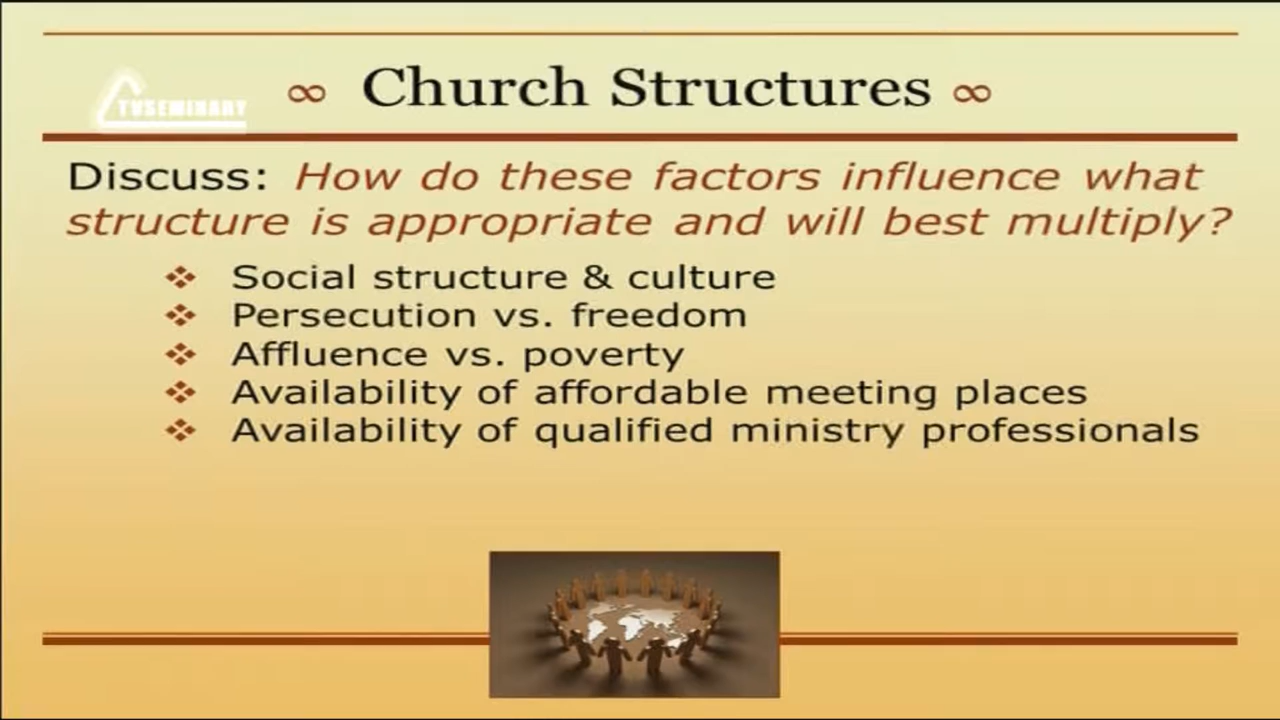 ∞ Church Structures ∞
TVSEMINARY
Discuss: How do these factors influence what
structure is appropriate and will best multiply?
❖ Social structure & culture
❖ Persecution vs. freedom
❖ Affluence vs. poverty
❖ Availability of affordable meeting places
❖ Availability of qualified ministry professionals